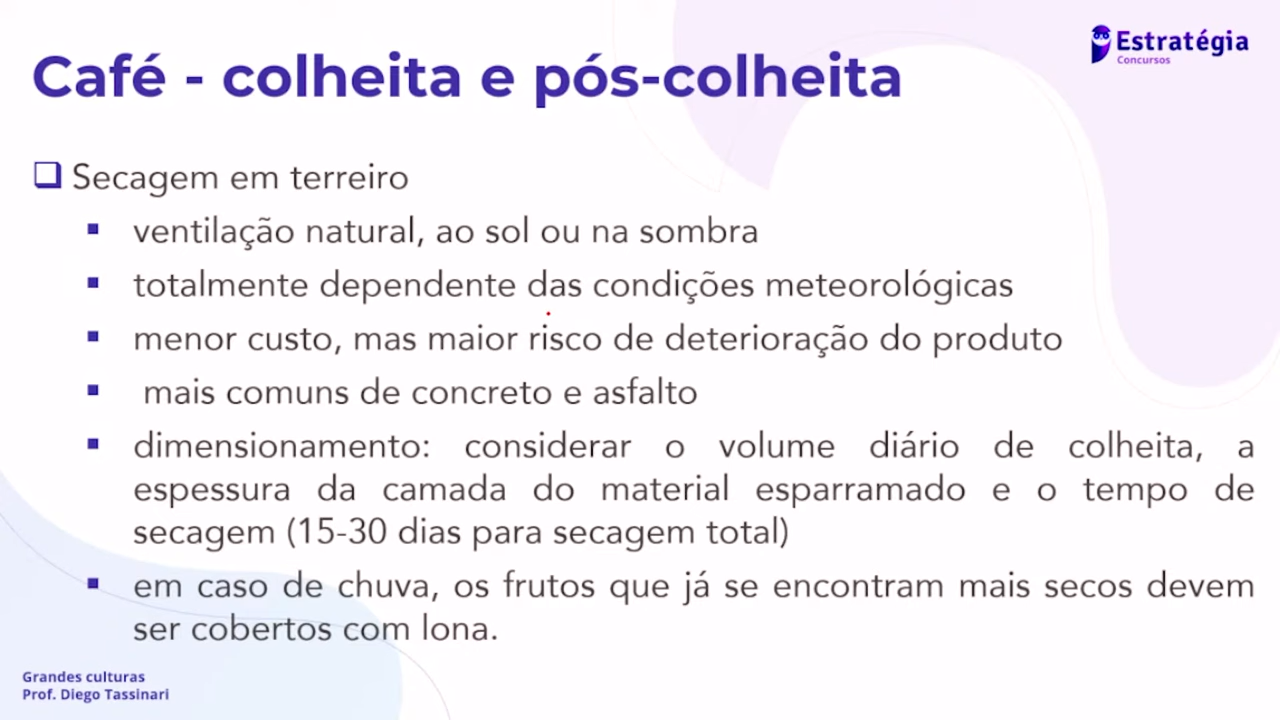 Estratégia
Concursos
Café - colheita e pós-colheita
Secagem em terreiro
ventilação natural, ao sol ou na sombra
totalmente dependente das condições meteorológicas
menor custo, mas maior risco de deterioração do produto
mais comuns de concreto e asfalto
dimensionamento: considerar o volume diário de colheita, a
espessura da camada do material esparramado e o tempo de
secagem (15-30 dias para secagem total)
em caso de chuva, os frutos que já se encontram mais secos devem
ser cobertos com lona.
Grandes culturas
Prof. Diego Tassinari